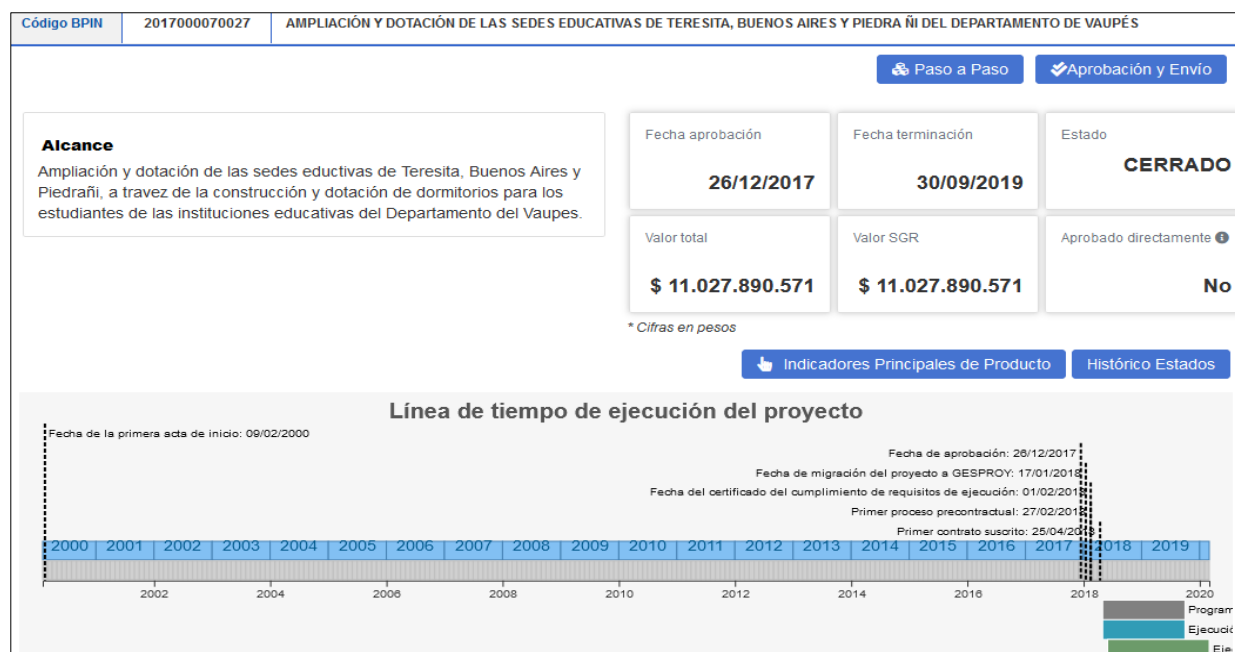 Código BPIN 2017000070027 AMPLIACIÓN Y DOTACIÓN DE LAS SEDES EDUCATIVAS DE TERESITA, BUENOS AIRES Y PIEDRA ÑI DEL DEPARTAMENTO DE VAUPÉS
Paso a Paso Aprobación y Envío
Alcance
Ampliación y dotación de las sedes eductivas de Teresita, Buenos Aires y
Piedrañi, a travez de la construcción y dotación de dormitorios para los
estudiantes de las instituciones educativas del Departamento del Vaupes.
Fecha aprobación
26/12/2017
Fecha terminación
30/09/2019
Estado
CERRADO
Valor total
$ 11.027.890.571
Valor SGR
$ 11.027.890.571
Aprobado directamente
No
* Cifras en pesos
Indicadores Principales de Producto Histórico Estados
Línea de tiempo de ejecución del proyecto
Fecha de la primera acta de inicio: 09/02/2000
Fecha de aprobación: 26/12/2017
Fecha de migración del proyecto a GESPROY: 17/01/2018
Fecha del certificado del cumplimiento de requisitos de ejecución: 01/02/2018
Primer proceso precontractual: 27/02/2018
Primer contrato suscrito: 25/04/2018
2000 2001 2002 2003 2004 2005 2006 2007 2008 2009 2010 2011 2012 2013 2014 2015 2016 2017 2018 2019
2002 2004 2006 2008 2010 2012 2014 2016 2018 2020
Program
Ejecució
Eje